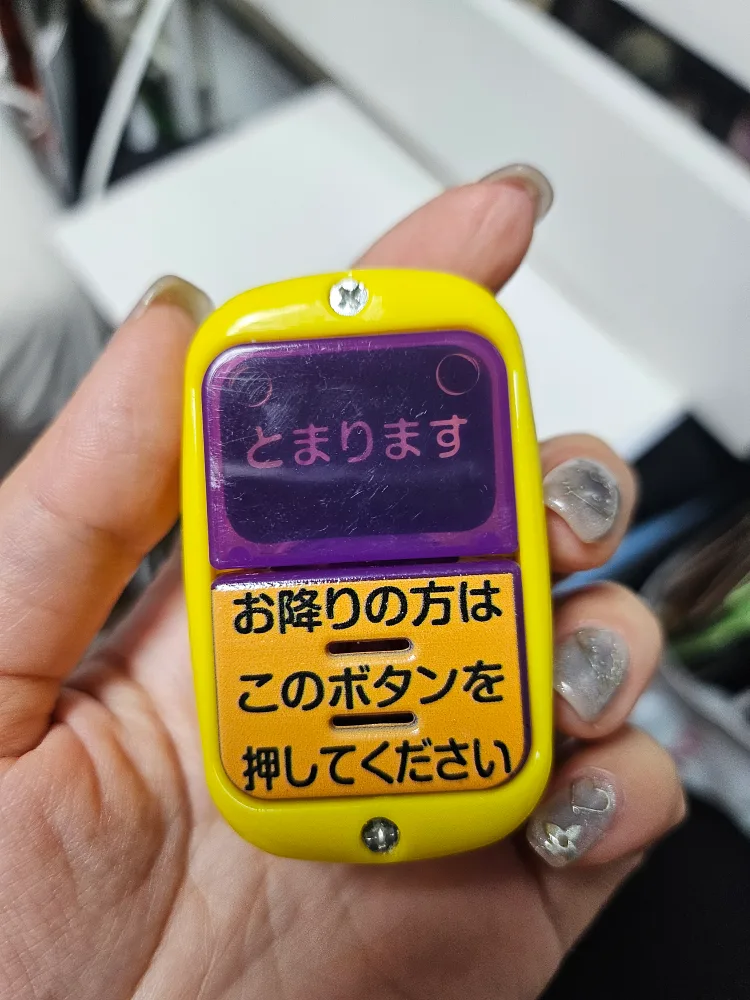 とまります
お降りの方は
このボタンを
押してください